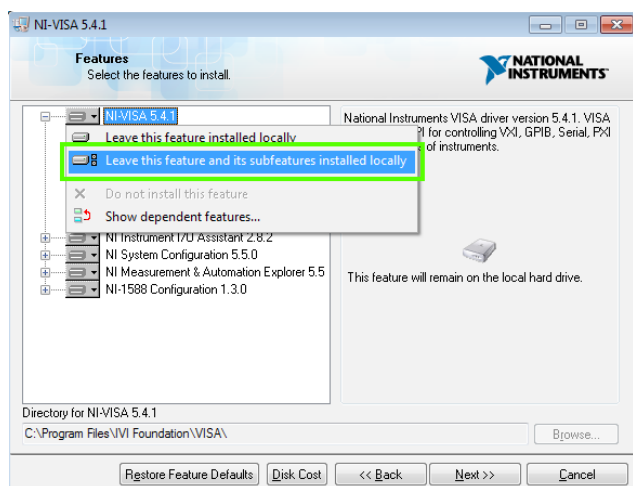 NI-VISA 5.4.1
Features
Select the features to install.
NATIONAL
INSTRUMENTS
NI-VISA 5.4.1
Leave this feature installed locally
Leave this feature and its subfeatures installed locally
Do not install this feature
Show dependent features...
NI Instrument I/O Assistant 2.8.2
NI System Configuration 5.5.0
NI Measurement & Automation Explorer 5.5
NI-1588 Configuration 1.3.0
National Instruments VISA driver version 5.4.1. VISA
for controlling VXI, GPIB, Serial, PXI
of instruments.
This feature will remain on the local hard drive.
Directory for NI-VISA 5.4.1
C:\Program Files\IVI Foundation\VISA\
Browse...
Restore Feature Defaults
Disk Cost
<< Back
Next >>
Cancel